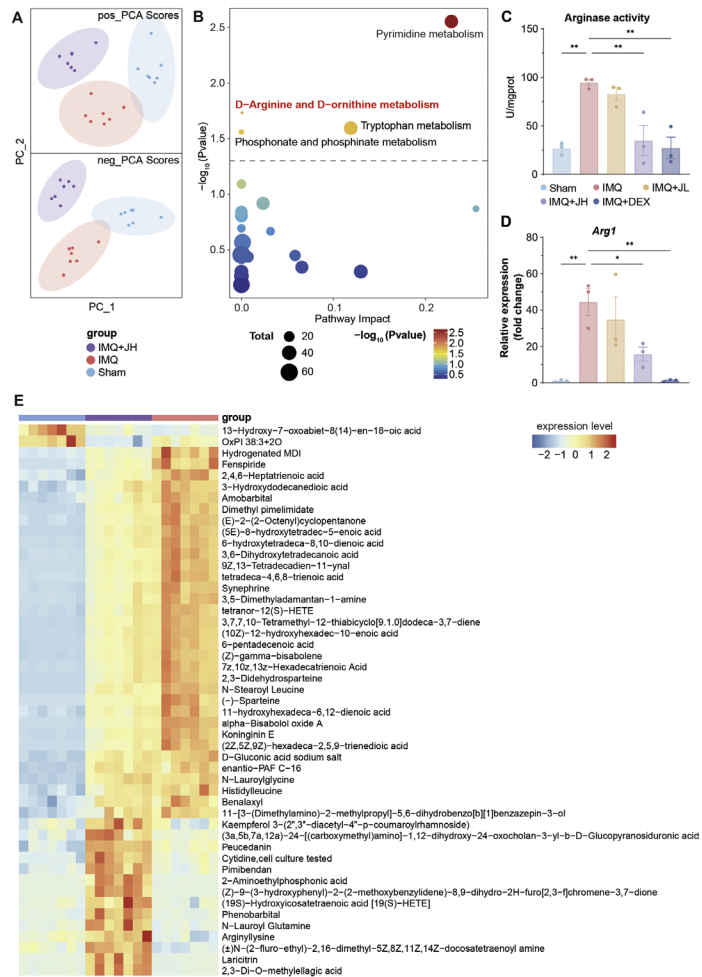 A
pos_PCA Scores
neg_PCA Scores
PC_2
PC_1
group
IMQ+JH
IMQ
Sham
B
2.5
2.0
1.5
1.0
0.5
−log10 (Pvalue)
Pyrimidine metabolism
D−Arginine and D−ornithine metabolism
Tryptophan metabolism
Phosphonate and phosphinate metabolism
0.0 0.1 0.2
Pathway Impact
Total
20
40
60
−log10 (Pvalue)
2.5
2.0
1.5
1.0
0.5
C
Arginase activity
U/mgprot
150
100
50
0
**
**
**
Sham IMQ IMQ+JL
IMQ+JH IMQ+DEX
D
Arg1
Relative expression
(fold change)
80
60
40
20
0
**
*
**
expression level
−2 −1 0 1 2
E
group
13−Hydroxy−7−oxoabiet−8(14)−en−18−oic acid
OxPI 38:3+2O
Hydrogenated MDI
Fenspiride
2,4,6−Heptatrienoic acid
3−Hydroxydodecanedioic acid
Amobarbital
Dimethyl pimelimidate
(E)−2−(2−Octenyl)cyclopentanone
(5E)−8−hydroxytetradec−5−enoic acid
6−hydroxytetradeca−8,10−dienoic acid
3,6−Dihydroxytetradecanoic acid
9Z,13−Tetradecadien−11−ynal
tetradeca−4,6,8−trienoic acid
Synephrine
3,5−Dimethyladamantan−1−amine
tetranor−12(S)−HETE
3,7,7,10−Tetramethyl−12−thiabicyclo[9.1.0]dodeca−3,7−diene
(10Z)−12−hydroxyhexadec−10−enoic acid
6−pentadecenoic acid
(Z)−gamma−bisabolene
7z,10z,13z−Hexadecatrienoic Acid
2,3−Didehydrosparteine
N−Stearoyl Leucine
(−)−Sparteine
11−hydroxyhexadeca−6,12−dienoic acid
alpha−Bisabolol oxide A
Koninginin E
(2Z,5Z,9Z)−hexadeca−2,5,9−trienedioic acid
D−Gluconic acid sodium salt
enantio−PAF C−16
N−Lauroylglycine
Histidylleucine
Benalaxyl
11−[3−(Dimethylamino)−2−methylpropyl]−5,6−dihydrobenzo[b][1]benzazepin−3−ol
Kaempferol 3−(2",3"−diacetyl−4"−p−coumaroylrhamnoside)
(3a,5b,7a,12a)−24−[(carboxymethyl)amino]−1,12−dihydroxy−24−oxocholan−3−yl−b−D−Glucopyranosiduronic acid
Peucedanin
Cytidine,cell culture tested
Pimibendan
2−Aminoethylphosphonic acid
(Z)−9−(3−hydroxyphenyl)−2−(2−methoxybenzylidene)−8,9−dihydro−2H−furo[2,3−f]chromene−3,7−dione
(19S)−Hydroxyicosatetraenoic acid [19(S)−HETE]
Phenobarbital
N−Lauroyl Glutamine
Arginyllysine
(±)N−(2−fluro−ethyl)−2,16−dimethyl−5Z,8Z,11Z,14Z−docosatetraenoyl amine
Laricitrin
2,3−Di−O−methylellagic acid